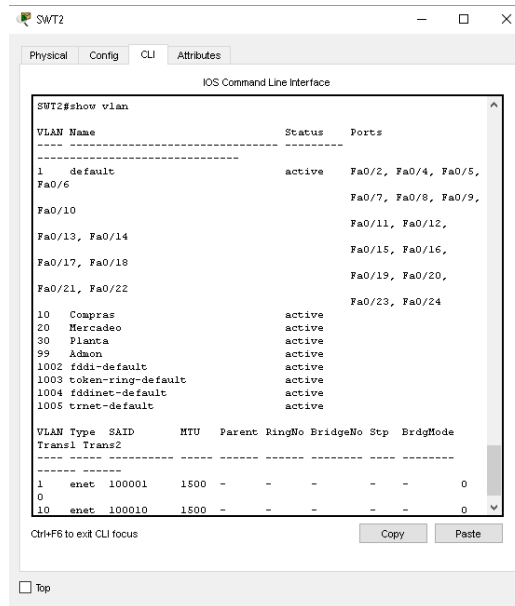 SWT2
Physical Config CLI Attributes
IOS Command Line Interface
SWT2#show vlan
VLAN Name Status Ports
---- -------------------------------- ---------
-------------------------------
1 default active Fa0/2, Fa0/4, Fa0/5,
Fa0/6
Fa0/7, Fa0/8, Fa0/9,
Fa0/10
Fa0/11, Fa0/12,
Fa0/13, Fa0/14
Fa0/15, Fa0/16,
Fa0/17, Fa0/18
Fa0/19, Fa0/20,
Fa0/21, Fa0/22
Fa0/23, Fa0/24
10 Compras active
20 Mercadeo active
30 Planta active
99 Admon active
1002 fddi-default active
1003 token-ring-default active
1004 fddinet-default active
1005 trnet-default active
VLAN Type SAID MTU Parent RingNo BridgeNo Stp BrdgMode
Trans1 Trans2
---- ----- ---------- ----- ------ ------ -------- ---- --------
------ ------
1 enet 100001 1500 - - - - - 0
0
10 enet 100010 1500 - - - - - 0
Ctrl+F6 to exit CLI focus
Copy Paste
Top